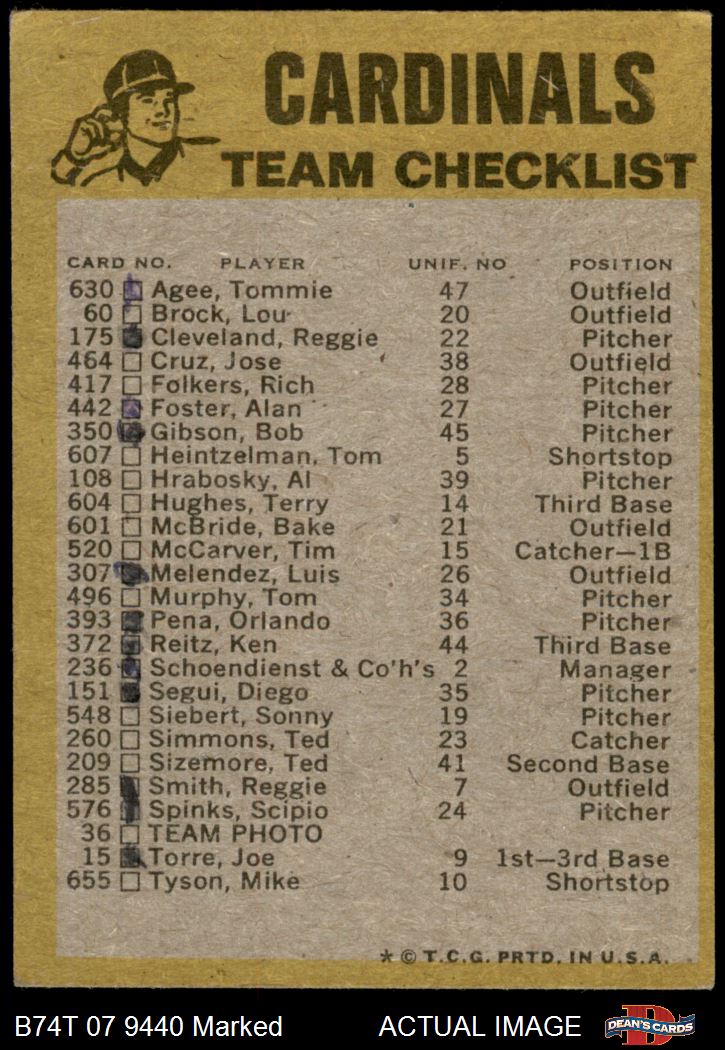 CARDINALS
TEAM CHECKLIST
CARD NO. PLAYER UNIF. NO POSITION
630 Agee, Tommie 47 Outfield
60 Brock, Lou 20 Outfield
175 Cleveland, Reggie 22 Pitcher
464 Cruz, Jose 38 Outfield
417 Folkers, Rich 28 Pitcher
442 Foster, Alan 27 Pitcher
350 Gibson, Bob 45 Pitcher
607 Heintzelman, Tom 5 Shortstop
108 Hrabosky, Al 39 Pitcher
604 Hughes, Terry 14 Third Base
601 McBride, Bake 21 Outfield
520 McCarver, Tim 15 Catcher—1B
307 Melendez, Luis 26 Outfield
496 Murphy, Tom 34 Pitcher
393 Pena, Orlando 36 Pitcher
372 Reitz, Ken 44 Third Base
236 Schoendienst & Co'h's 2 Manager
151 Segui, Diego 35 Pitcher
548 Siebert, Sonny 19 Pitcher
260 Simmons, Ted 23 Catcher
209 Sizemore, Ted 41 Second Base
285 Smith, Reggie 7 Outfield
576 Spinks, Scipio 24 Pitcher
36 TEAM PHOTO
15 Torre, Joe 9 1st—3rd Base
655 Tyson, Mike 10 Shortstop
* © T.C.G. PRTD. IN U.S.A.
B74T 07 9440 Marked ACTUAL IMAGE DEAN'S CARDS